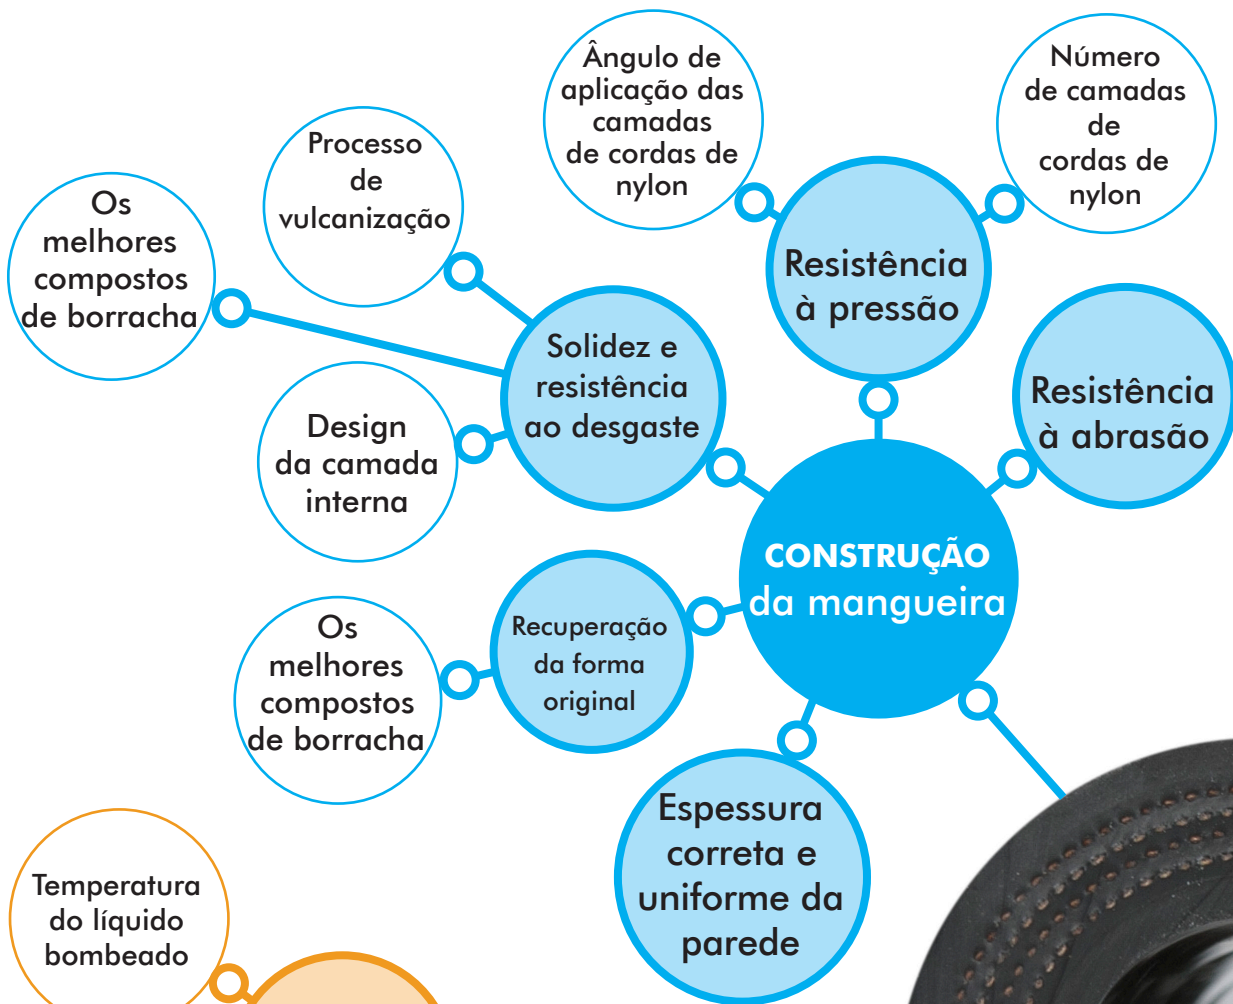 Ângulo de
aplicação das
camadas
de cordas de
nylon
Número
de camadas
de
cordas de
nylon
Processo
de
vulcanização
Os
melhores
compostos
de borracha
Resistência
à pressão
Solidez e
resistência
ao desgaste
Resistência
à abrasão
Design
da camada
interna
CONSTRUÇÃO
da mangueira
Recuperação
da forma
original
Os
melhores
compostos
de borracha
Espessura
correta e
uniforme da
parede
Temperatura
do líquido
bombeado